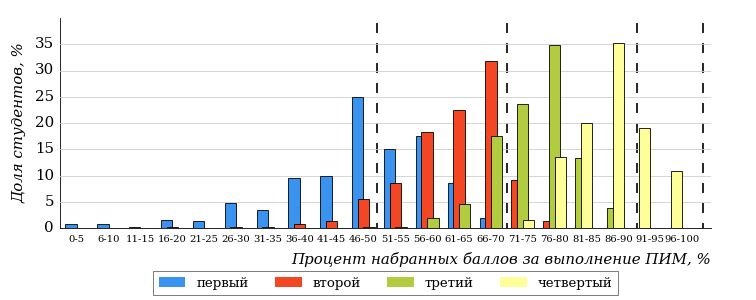 Доля студентов, %
35
30
25
20
15
10
5
0
0-5 6-10 11-15 16-20 21-25 26-30 31-35 36-40 41-45 46-50 51-55 56-60 61-65 66-70 71-75 76-80 81-85 86-90 91-95 96-100
Процент набранных баллов за выполнение ПИМ, %
первый второй третий четвертый